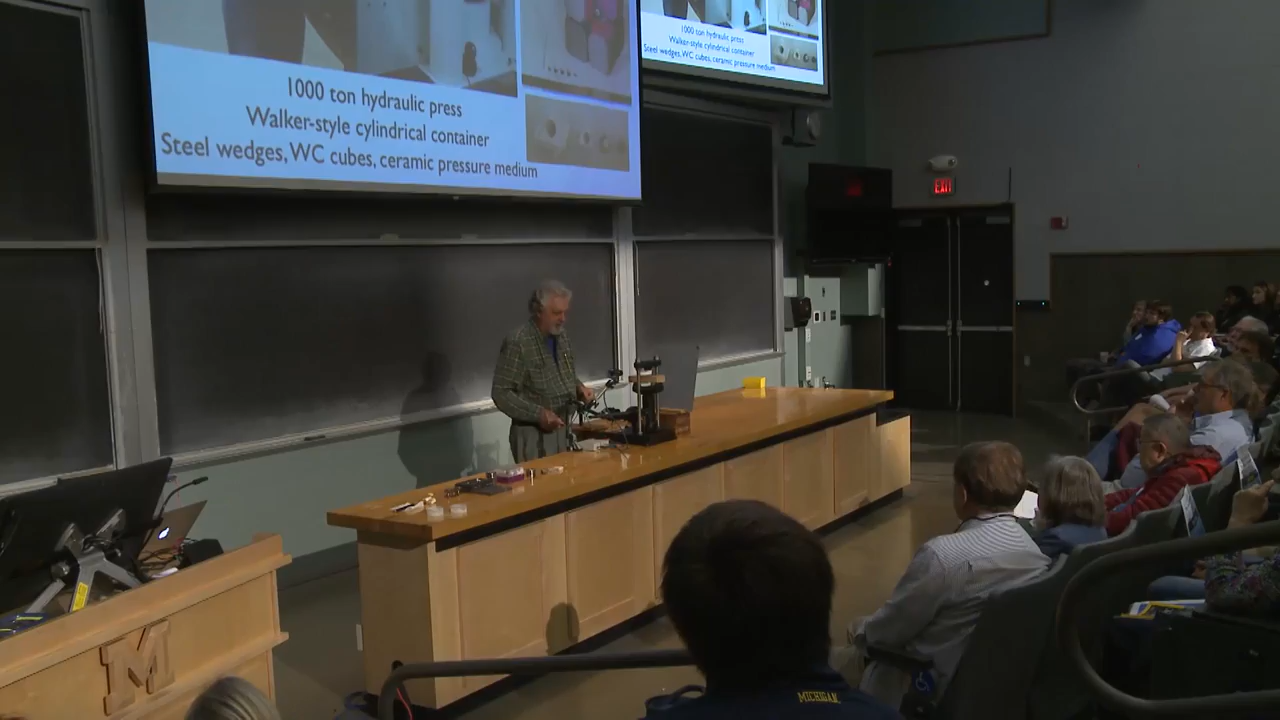 1000 ton hydraulic press
Walker-style cylindrical container
Steel wedges, WC cubes, ceramic pressure medium
1000 ton hydraulic press
Walker-style cylindrical container
Steel wedges, WC cubes, ceramic pressure medium
EXIT
M
MICHIGAN